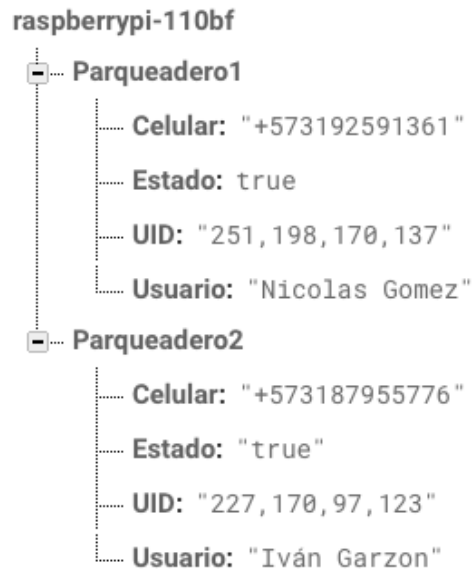 raspberrypi-110bf
Parqueadero1
Celular: "+573192591361"
Estado: true
UID: "251,198,170,137"
Usuario: "Nicolas Gomez"
Parqueadero2
Celular: "+573187955776"
Estado: "true"
UID: "227,170,97,123"
Usuario: "Iván Garzon"